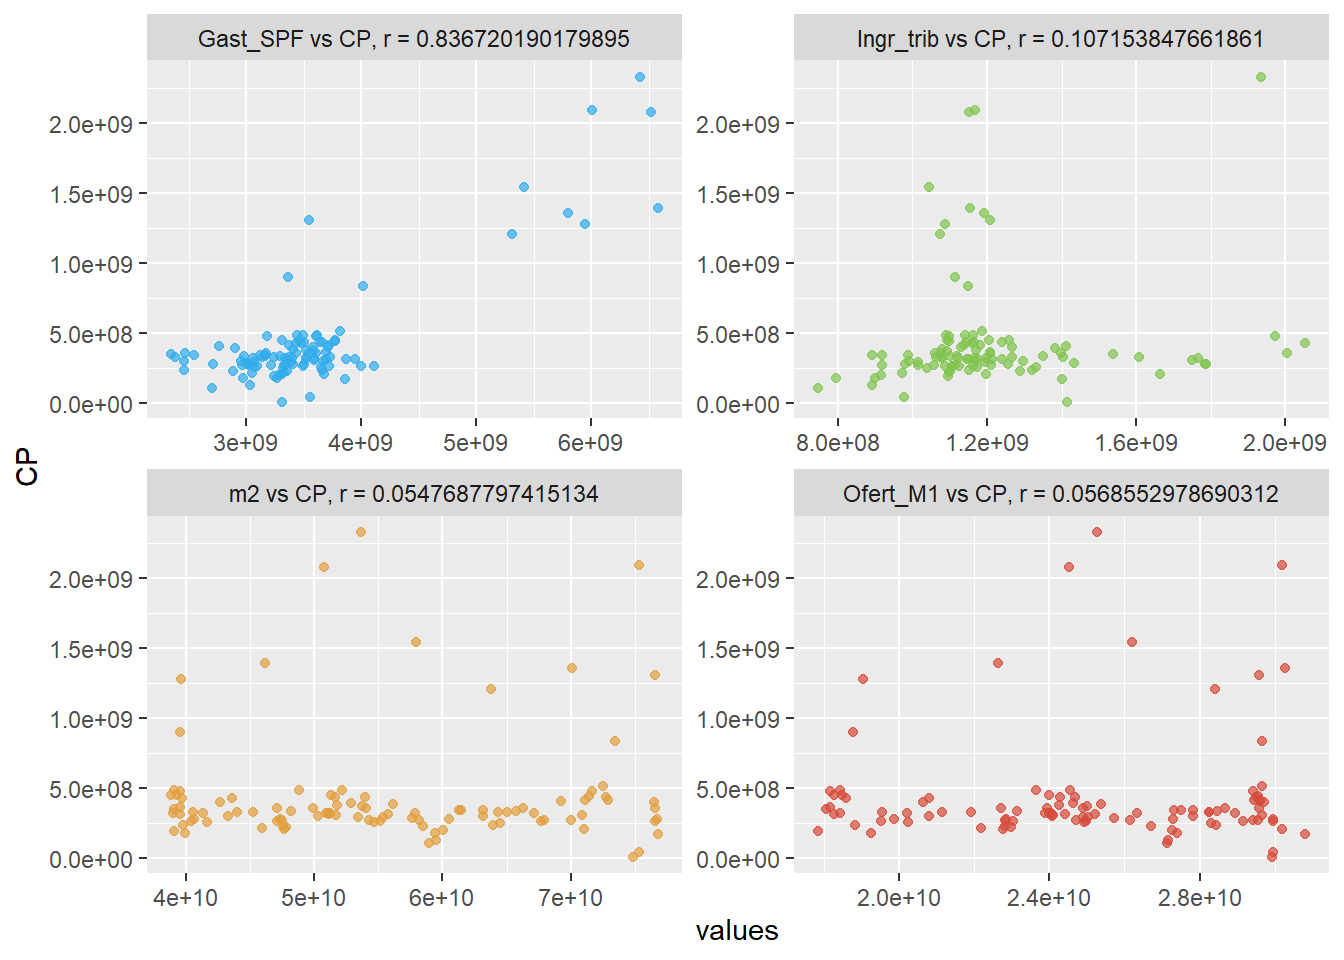 Gast_SPF vs CP, r = 0.836720190179895
Ingr_trib vs CP, r = 0.107153847661861
2.0e+09
1.5e+09
1.0e+09
5.0e+08
0.0e+00
3e+09 4e+09 5e+09 6e+09
2.0e+09
1.5e+09
1.0e+09
5.0e+08
0.0e+00
8.0e+08 1.2e+09 1.6e+09 2.0e+09
CP
m2 vs CP, r = 0.0547687797415134
Ofert_M1 vs CP, r = 0.0568552978690312
2.0e+09
1.5e+09
1.0e+09
5.0e+08
0.0e+00
4e+10 5e+10 6e+10 7e+10
2.0e+09
1.5e+09
1.0e+09
5.0e+08
0.0e+00
2.0e+10 2.4e+10 2.8e+10
values